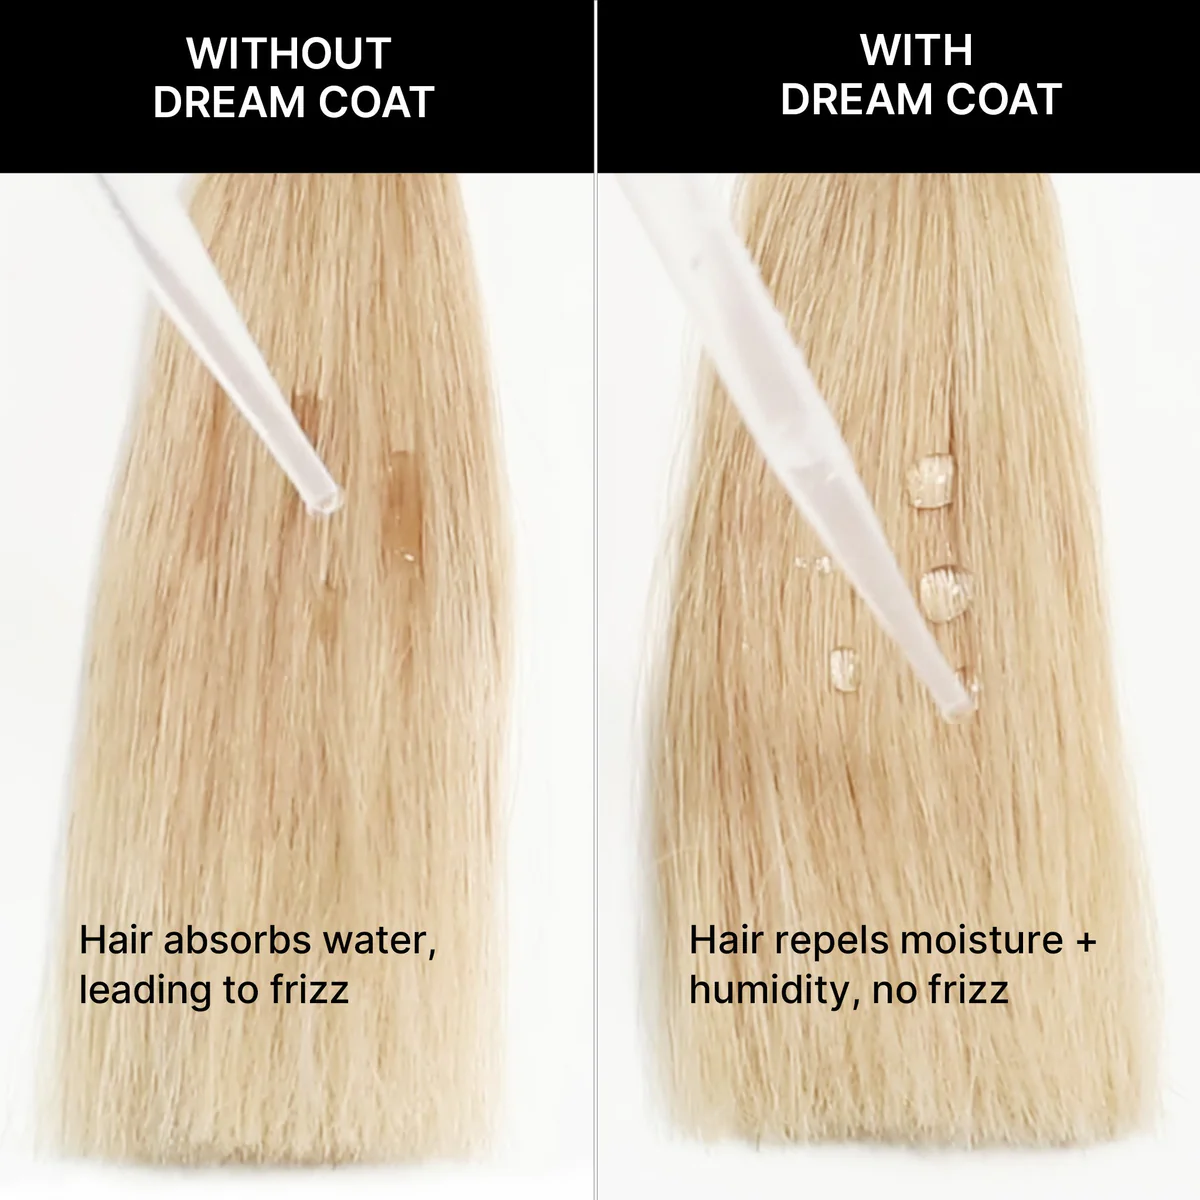 WITHOUT
DREAM COAT
WITH
DREAM COAT
Hair absorbs water,
leading to frizz
Hair repels moisture +
humidity, no frizz